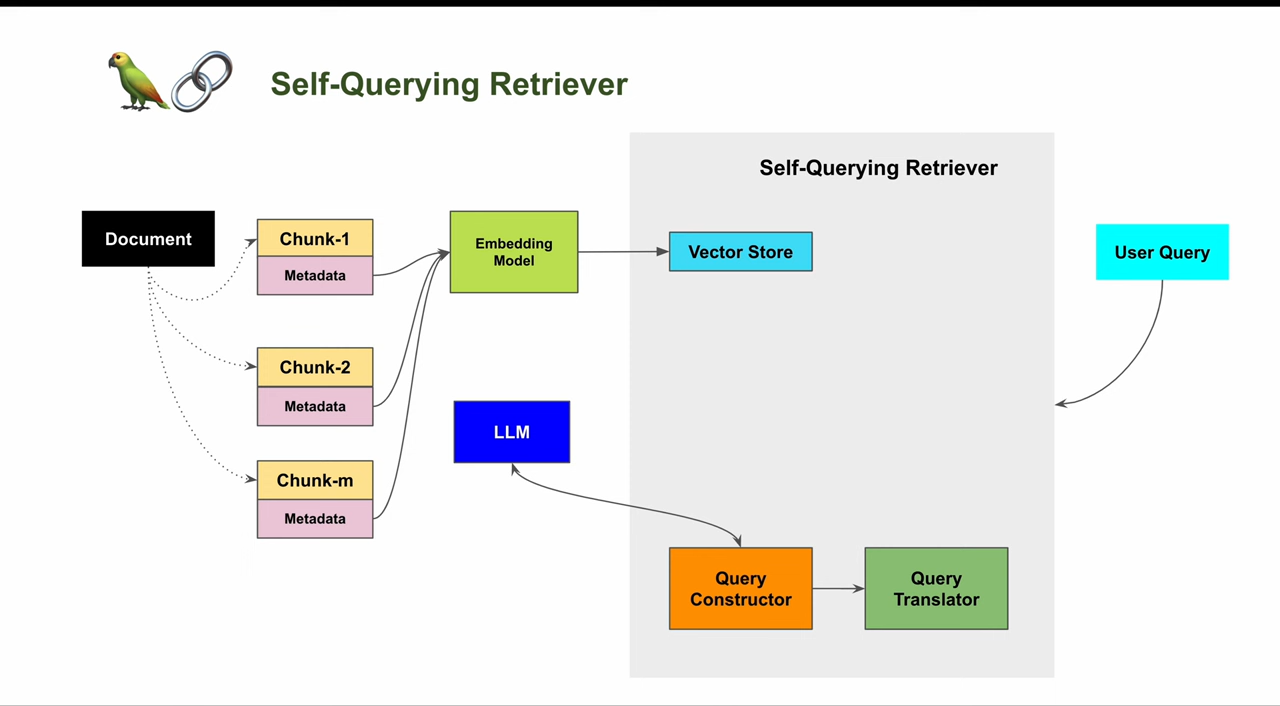 Self-Querying Retriever
Self-Querying Retriever
Document
Chunk-1
Metadata
Chunk-2
Metadata
Chunk-m
Metadata
Embedding
Model
LLM
Vector Store
User Query
Query
Constructor
Query
Translator